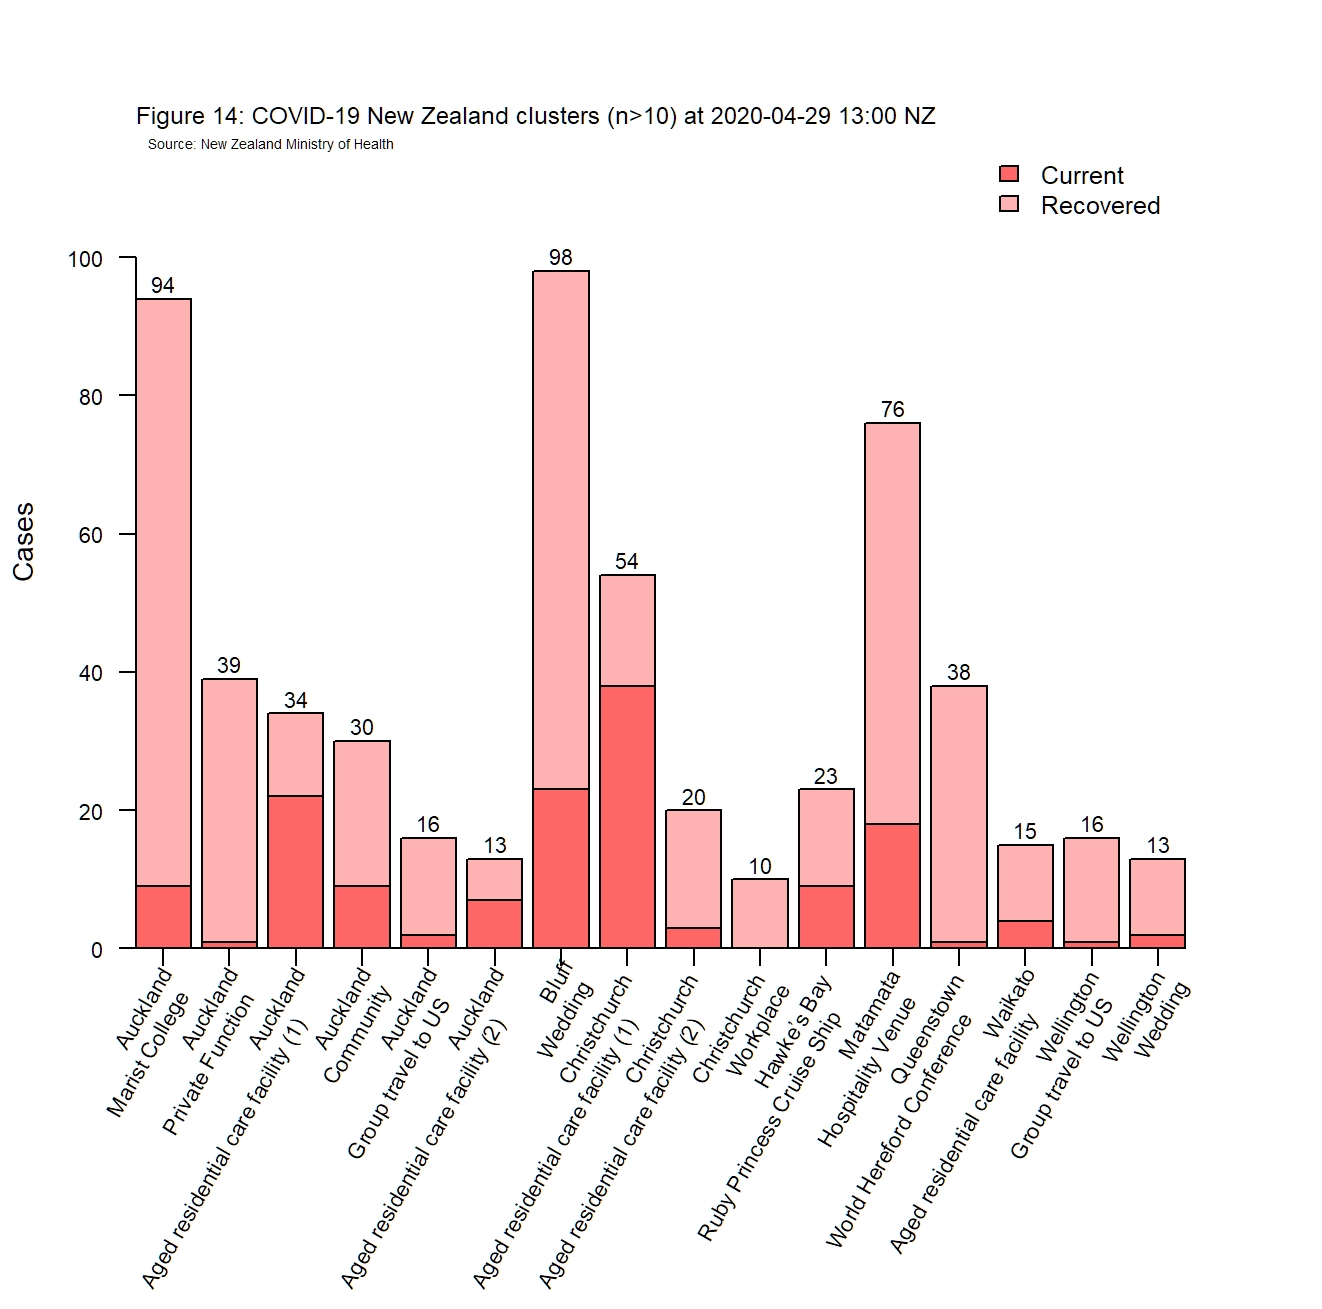 Figure 14: COVID-19 New Zealand clusters (n>10) at 2020-04-29 13:00 NZ
Source: New Zealand Ministry of Health
Current
Recovered
Cases
100
80
60
40
20
0
94
39
34
30
16
13
98
54
20
10
23
76
38
15
16
13
Auckland
Marist College
Auckland
Private Function
Auckland
Aged residential care facility (1)
Auckland
Community
Auckland
Group travel to US
Auckland
Aged residential care facility (2)
Bluff
Wedding
Christchurch
Aged residential care facility (1)
Christchurch
Aged residential care facility (2)
Christchurch
Workplace
Hawke's Bay
Ruby Princess Cruise Ship
Matamata
Hospitality Venue
Queenstown
World Hereford Conference
Waikato
Aged residential care facility
Wellington
Group travel to US
Wellington
Wedding